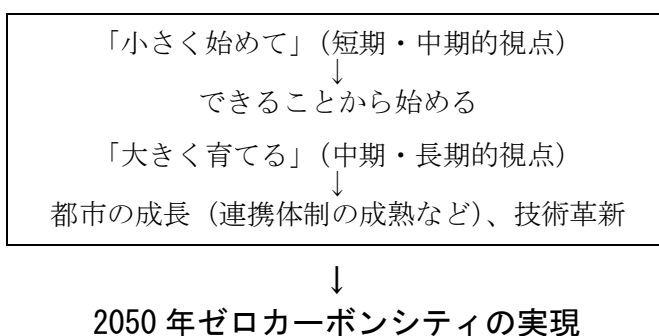 「小さく始めて」（短期・中期的視点）
↓
できることから始める
「大きく育てる」（中期・長期的視点）
↓
都市の成長（連携体制の成熟など）、技術革新
↓
2050 年ゼロカーボンシティの実現